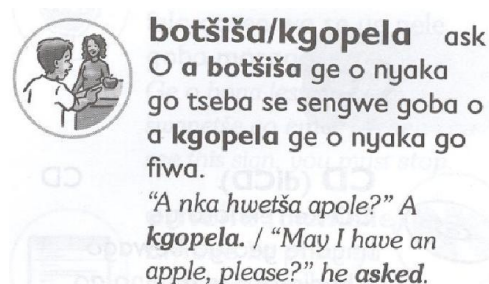 botšiša/kgopela ask
O a botšiša ge o nyaka
go tseba se sengwe goba o
a kgopela ge o nyaka go
fiwa.
"A nka hwetša apole?" A
kgopela. / "May I have an
apple, please?" he asked.